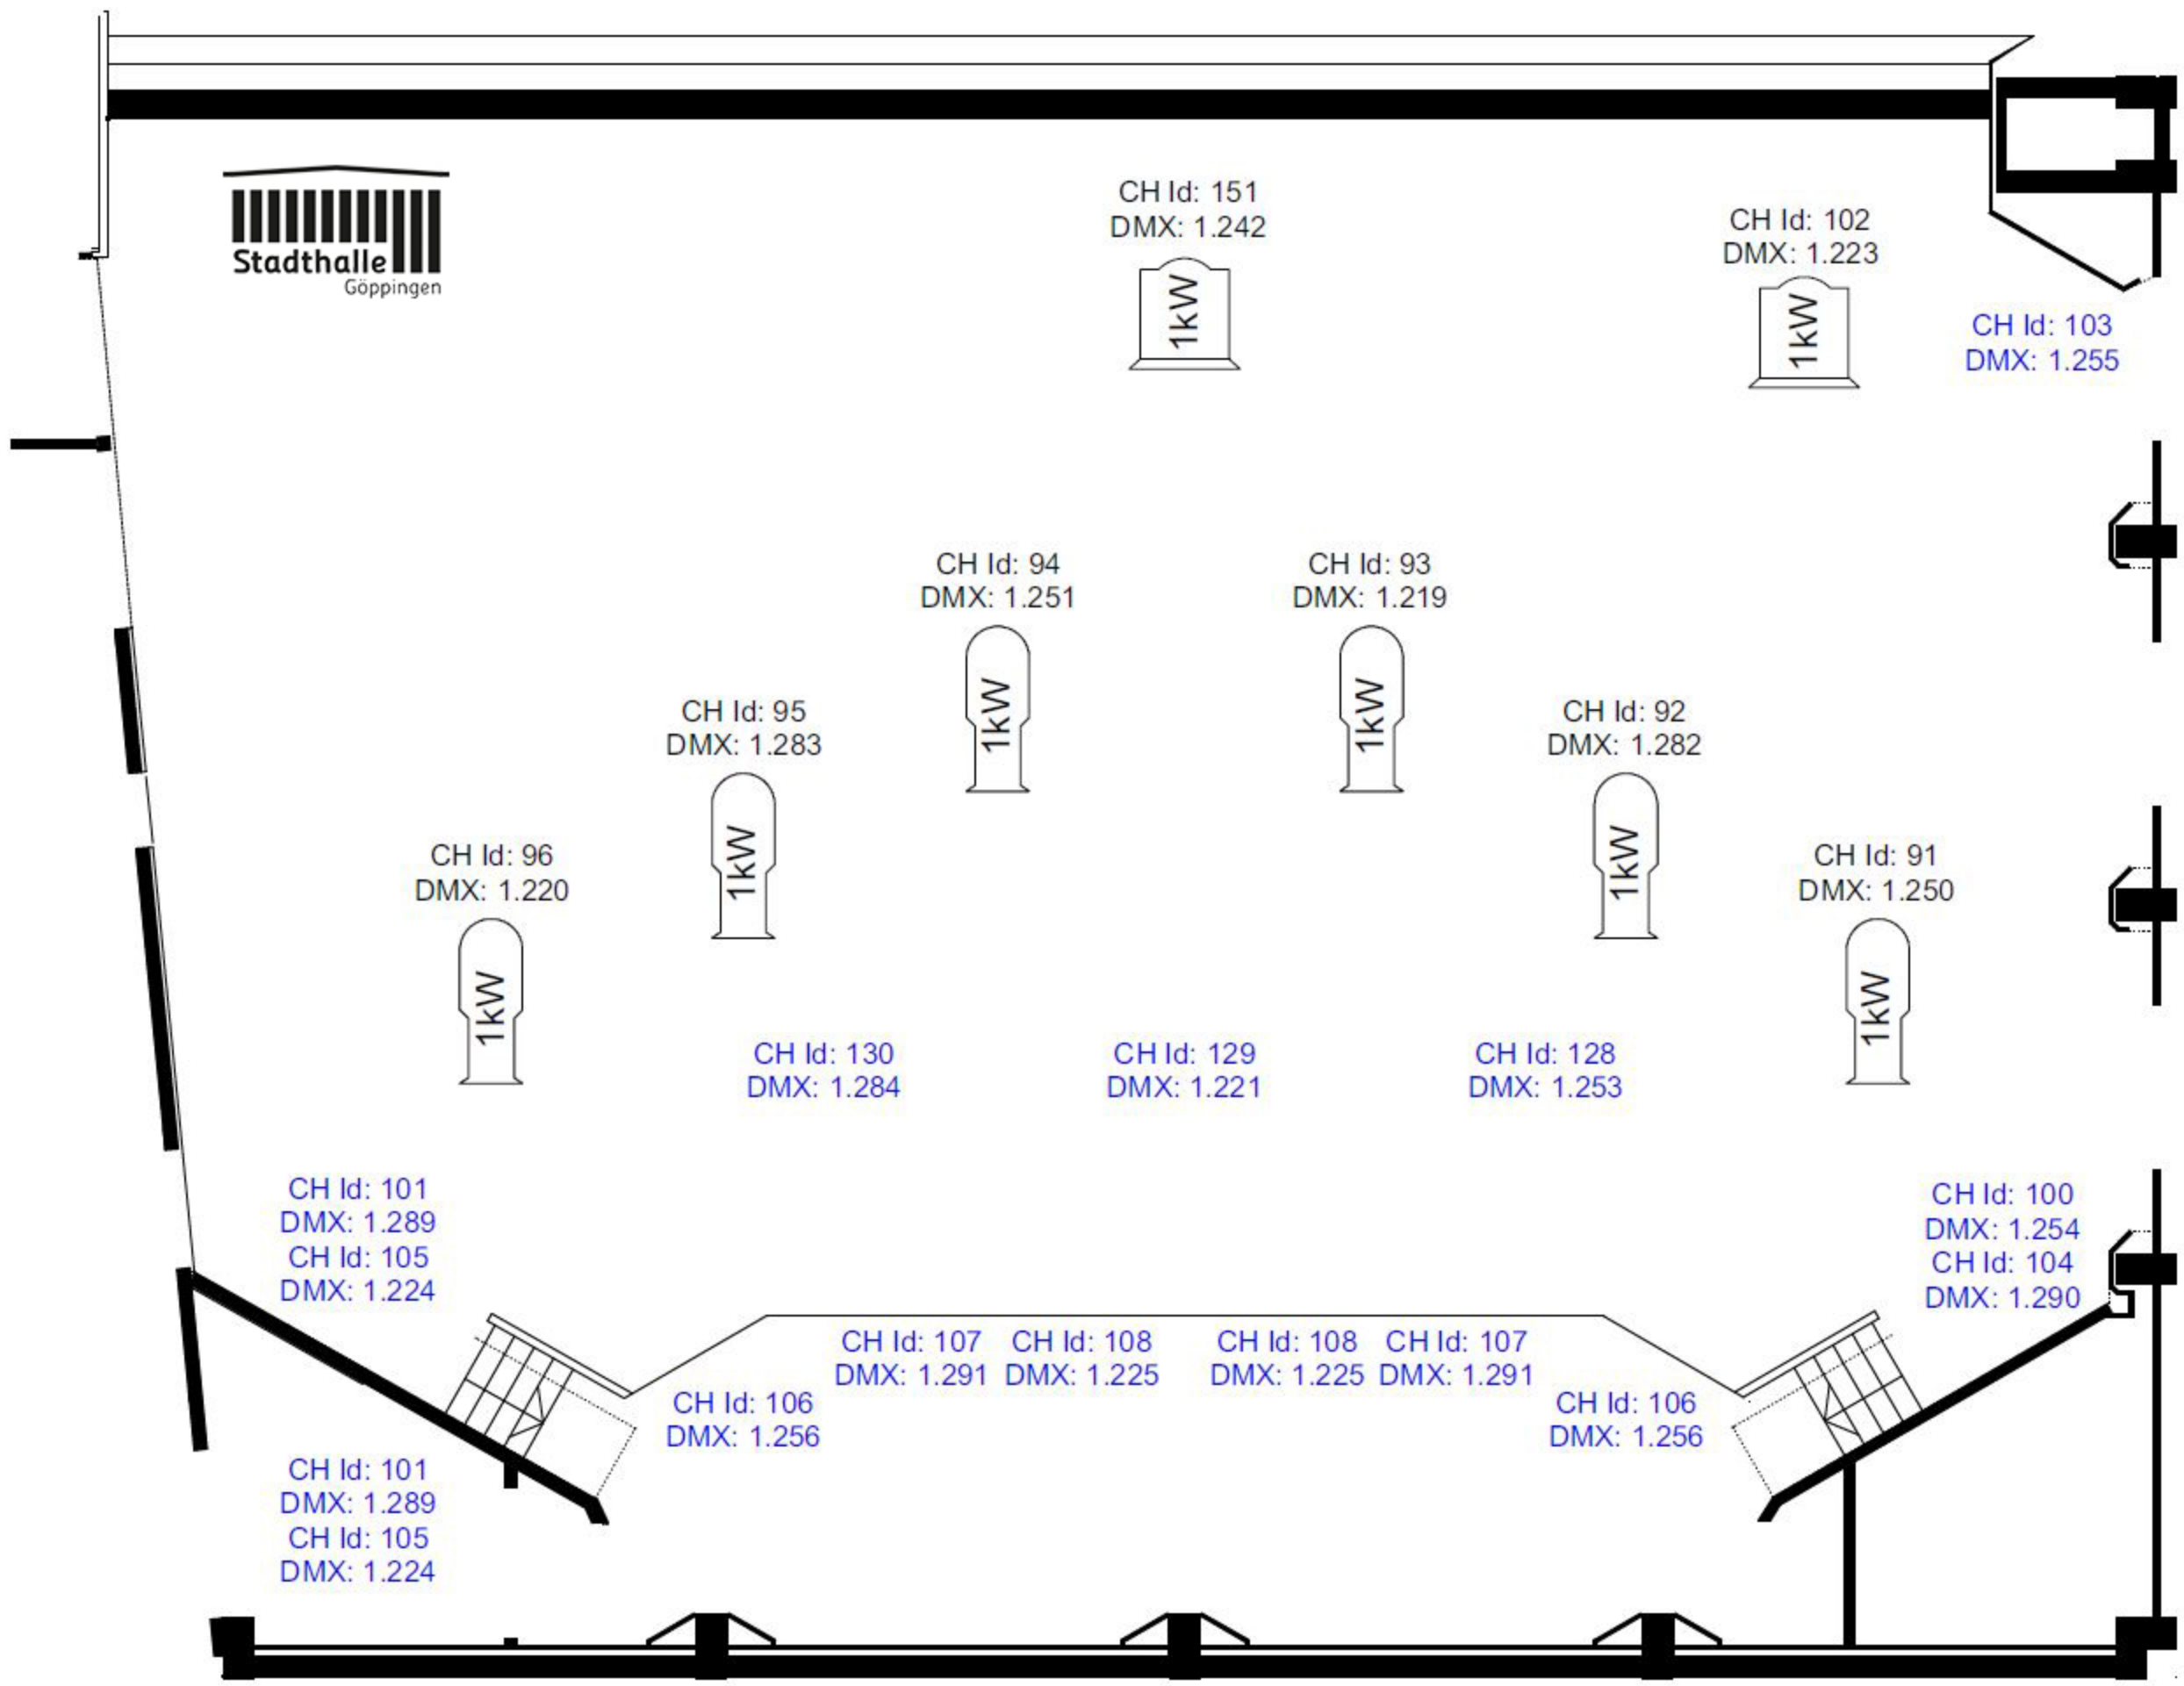 Stadthalle
Göppingen
CH Id: 151
DMX: 1.242
1kW
CH Id: 102
DMX: 1.223
1kW
CH Id: 103
DMX: 1.255
CH Id: 94
DMX: 1.251
1kW
CH Id: 93
DMX: 1.219
1kW
CH Id: 95
DMX: 1.283
1kW
CH Id: 92
DMX: 1.282
1kW
CH Id: 96
DMX: 1.220
1kW
CH Id: 91
DMX: 1.250
1kW
CH Id: 130
DMX: 1.284
CH Id: 129
DMX: 1.221
CH Id: 128
DMX: 1.253
CH Id: 101
DMX: 1.289
CH Id: 105
DMX: 1.224
CH Id: 100
DMX: 1.254
CH Id: 104
DMX: 1.290
CH Id: 107
DMX: 1.291
CH Id: 108
DMX: 1.225
CH Id: 108
DMX: 1.225
CH Id: 107
DMX: 1.291
CH Id: 106
DMX: 1.256
CH Id: 106
DMX: 1.256
CH Id: 101
DMX: 1.289
CH Id: 105
DMX: 1.224